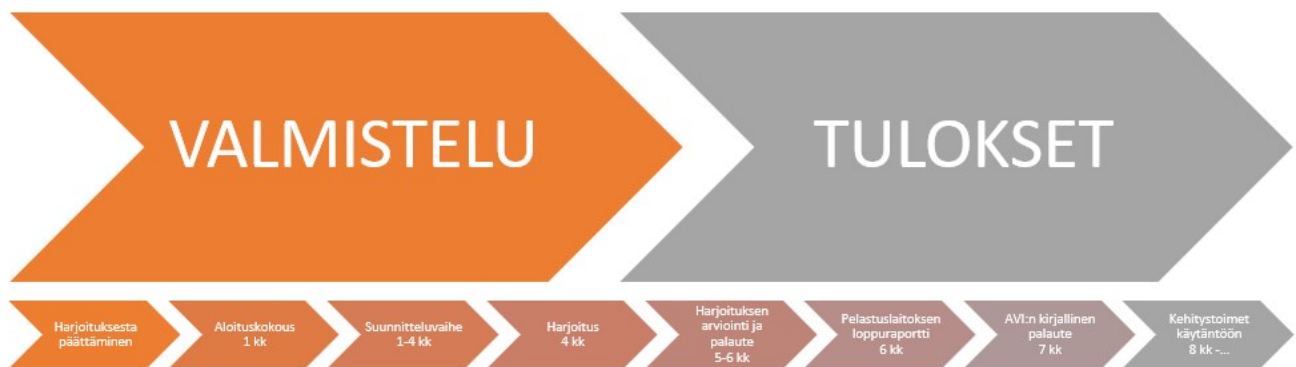 VALMISTELU
TULOKSET
Harjoituksesta
päättäminen
Aloituskokous
1 kk
Suunnitteluvaihe
1-4 kk
Harjoitus
4 kk
Harjoituksen
arviointi ja
palaute
5-6 kk
Pelastuslaitoksen
loppuraportti
6 kk
AVI:n kirjallinen
palaute
7 kk
Kehitystoimet
käytäntöön
8 kk -...